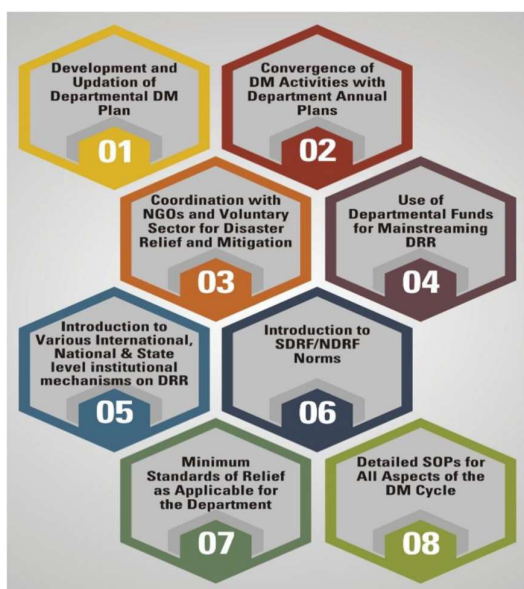 Development and
Updation of
Departmental DM
Plan
01
Convergence of
DM Activities with
Department Annual
Plans
02
Coordination with
NGOs and Voluntary
Sector for Disaster
Relief and Mitigation
03
Use of
Departmental Funds
for Mainstreaming
DRR
04
Introduction to
Various International,
National & State
level institutional
mechanisms on DRR
05
Introduction to
SDRF/NDRF
Norms
06
Minimum
Standards of Relief
as Applicable for
the Department
07
Detailed SOPs for
All Aspects of the
DM Cycle
08